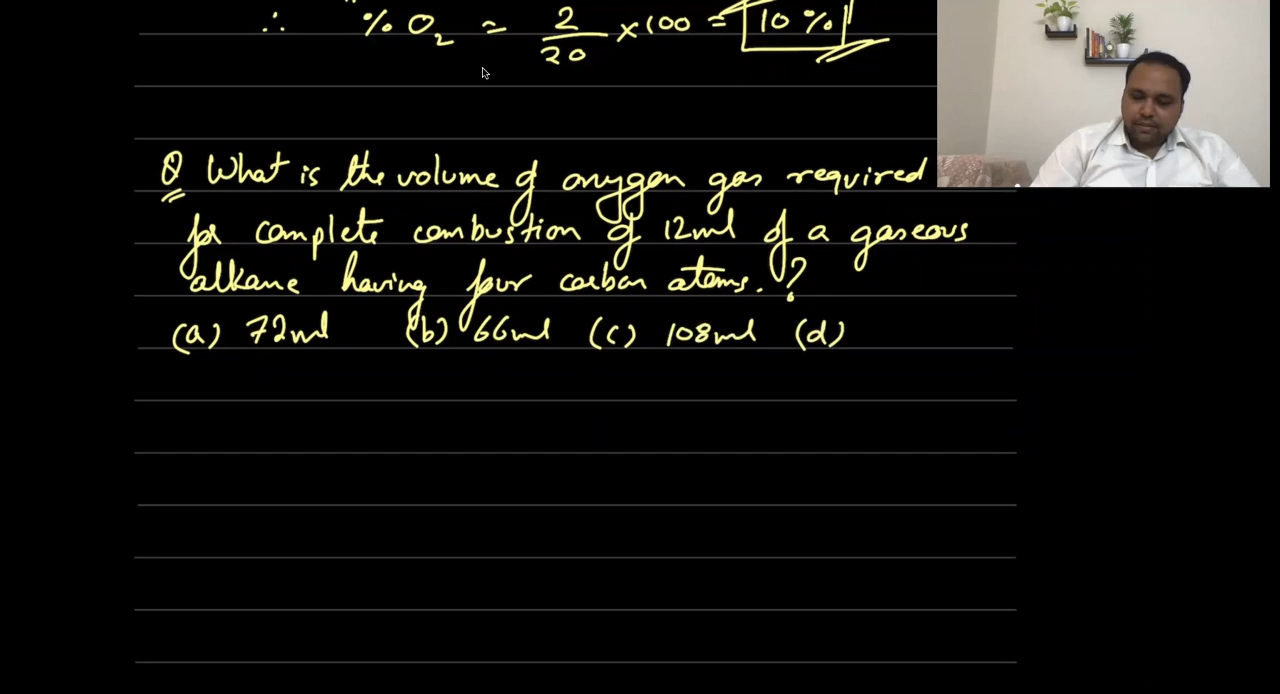 ∴ "% O₂ = 2/20 × 100 = 10 %
Q What is the volume of oxygen gas required
for complete combustion of 12ml of a gaseous
alkane having four carbon atoms.?
(a) 72ml (b) 66ml (c) 108ml (d)